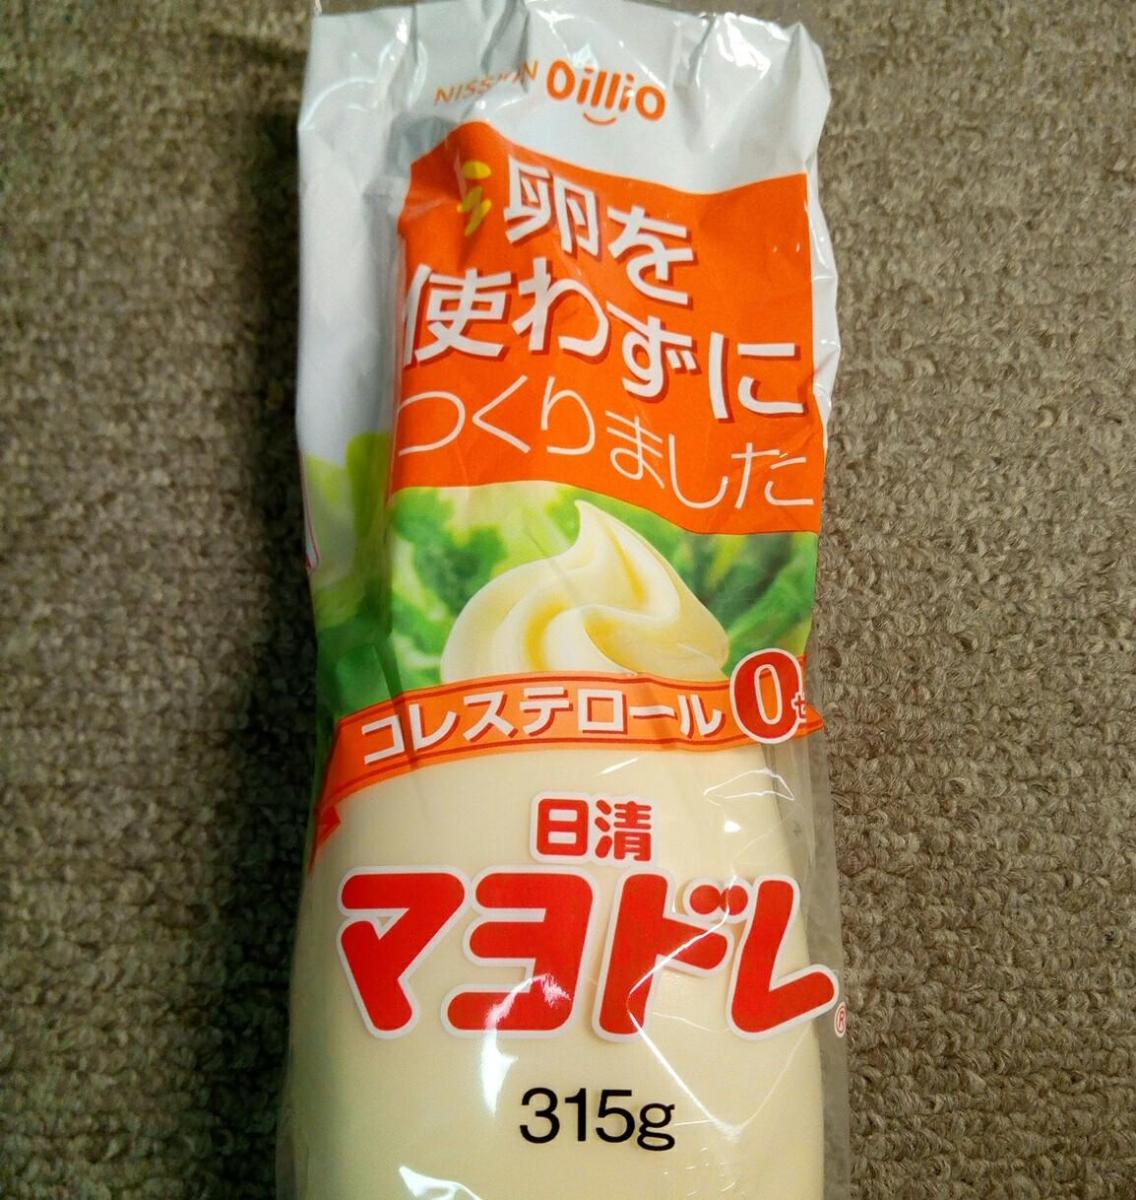 NISSHIN OilliO
卵を
使わずに
つくりました
コレステロール0ゼ
日清
マヨドレ®
315g